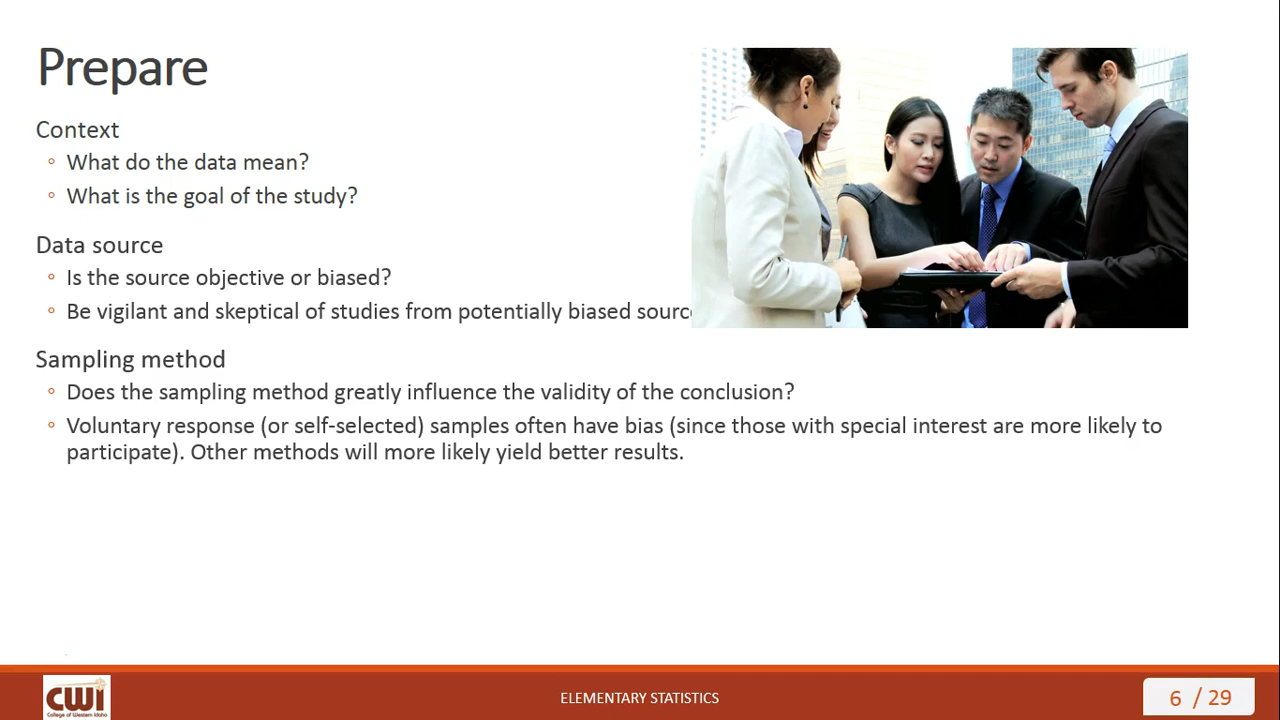 Prepare
Context
◦ What do the data mean?
◦ What is the goal of the study?
Data source
◦ Is the source objective or biased?
◦ Be vigilant and skeptical of studies from potentially biased sourc
Sampling method
◦ Does the sampling method greatly influence the validity of the conclusion?
◦ Voluntary response (or self-selected) samples often have bias (since those with special interest are more likely to
participate). Other methods will more likely yield better results.
CWI
College of Western Idaho
ELEMENTARY STATISTICS
6 / 29